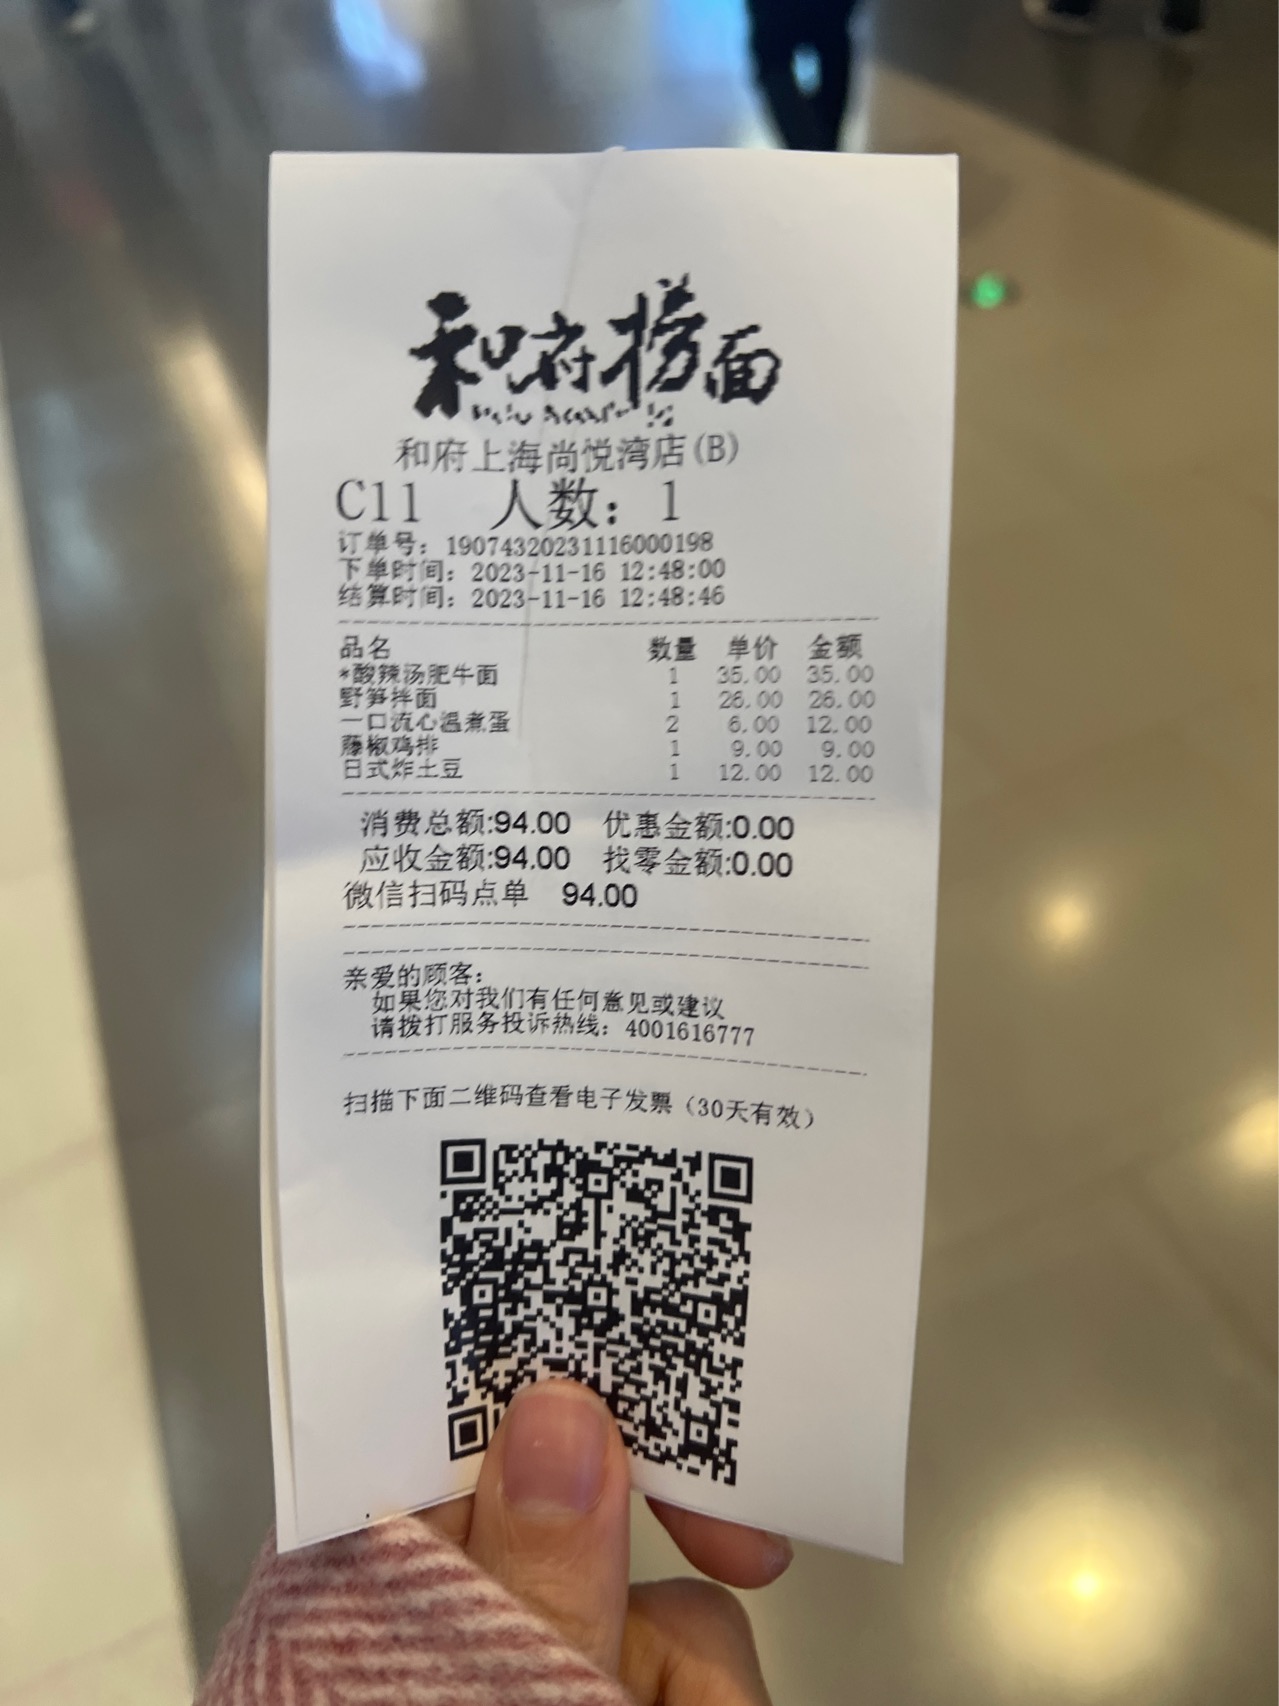 和府捞面
和府上海尚悦湾店(B)
C11 人数：1
订单号：19074320231116000198
下单时间：2023-11-16 12:48:00
结算时间：2023-11-16 12:48:46
品名 数量 单价 金额
*酸辣汤肥牛面 1 35.00 35.00
野笋拌面 1 26.00 26.00
一口流心温煮蛋 2 6.00 12.00
藤椒鸡排 1 9.00 9.00
日式炸土豆 1 12.00 12.00
消费总额:94.00 优惠金额:0.00
应收金额:94.00 找零金额:0.00
微信扫码点单 94.00
亲爱的顾客：
如果您对我们有任何意见或建议
请拨打服务投诉热线：4001616777
扫描下面二维码查看电子发票（30天有效）